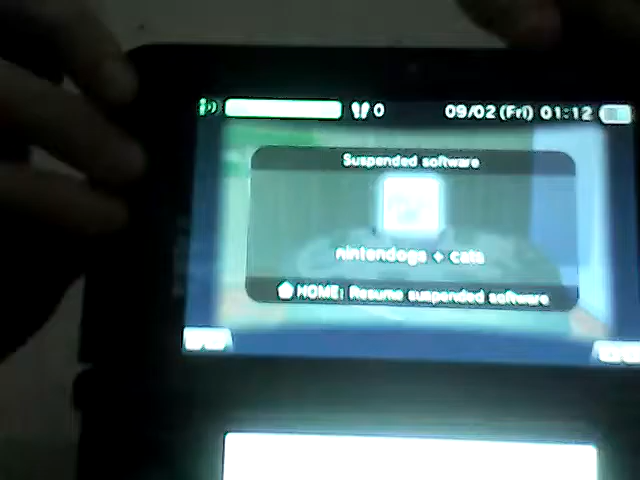 0 09/02 (Fri) 01:12
Suspended software
nintendogs + cats
HOME: Resume suspended software